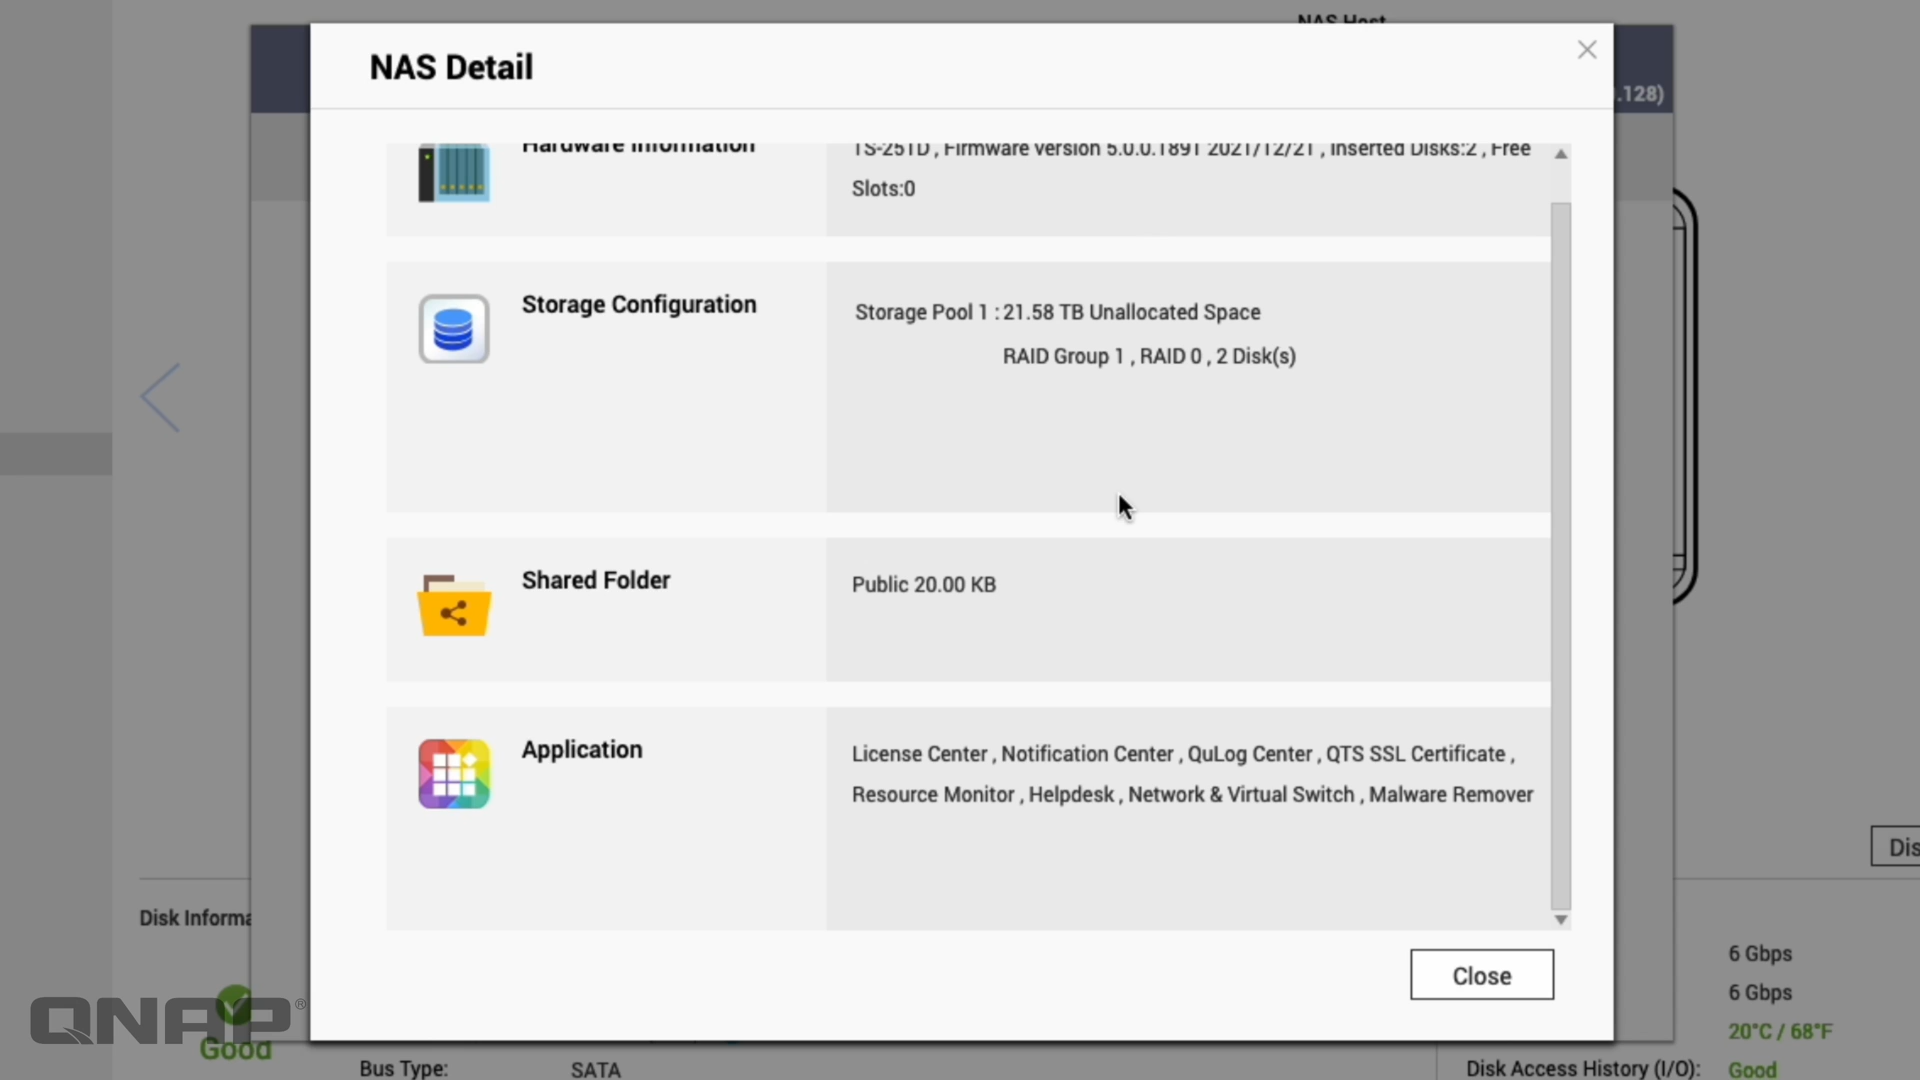 NAS Host
NAS Detail
.128)
Hardware Information
TS-251D , Firmware version 5.0.0.1891 2021/12/21 , Inserted Disks:2 , Free
Slots:0
Storage Configuration
Storage Pool 1 : 21.58 TB Unallocated Space
RAID Group 1 , RAID 0 , 2 Disk(s)
Shared Folder
Public 20.00 KB
Application
License Center , Notification Center , QuLog Center , QTS SSL Certificate ,
Resource Monitor , Helpdesk , Network & Virtual Switch , Malware Remover
Dis
Disk Informa
6 Gbps
Close
6 Gbps
QNAP®
20°C / 68°F
Good
Bus Type: SATA
Disk Access History (I/O): Good